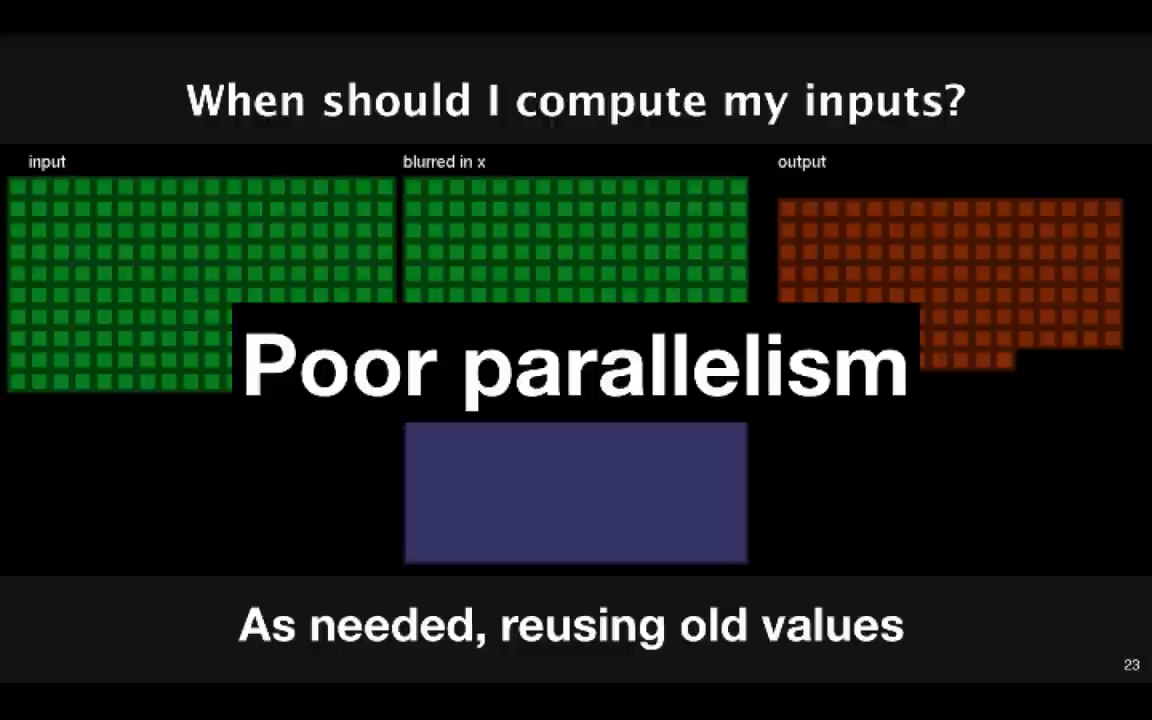 When should I compute my inputs?
input
blurred in x
output
Poor parallelism
As needed, reusing old values
23